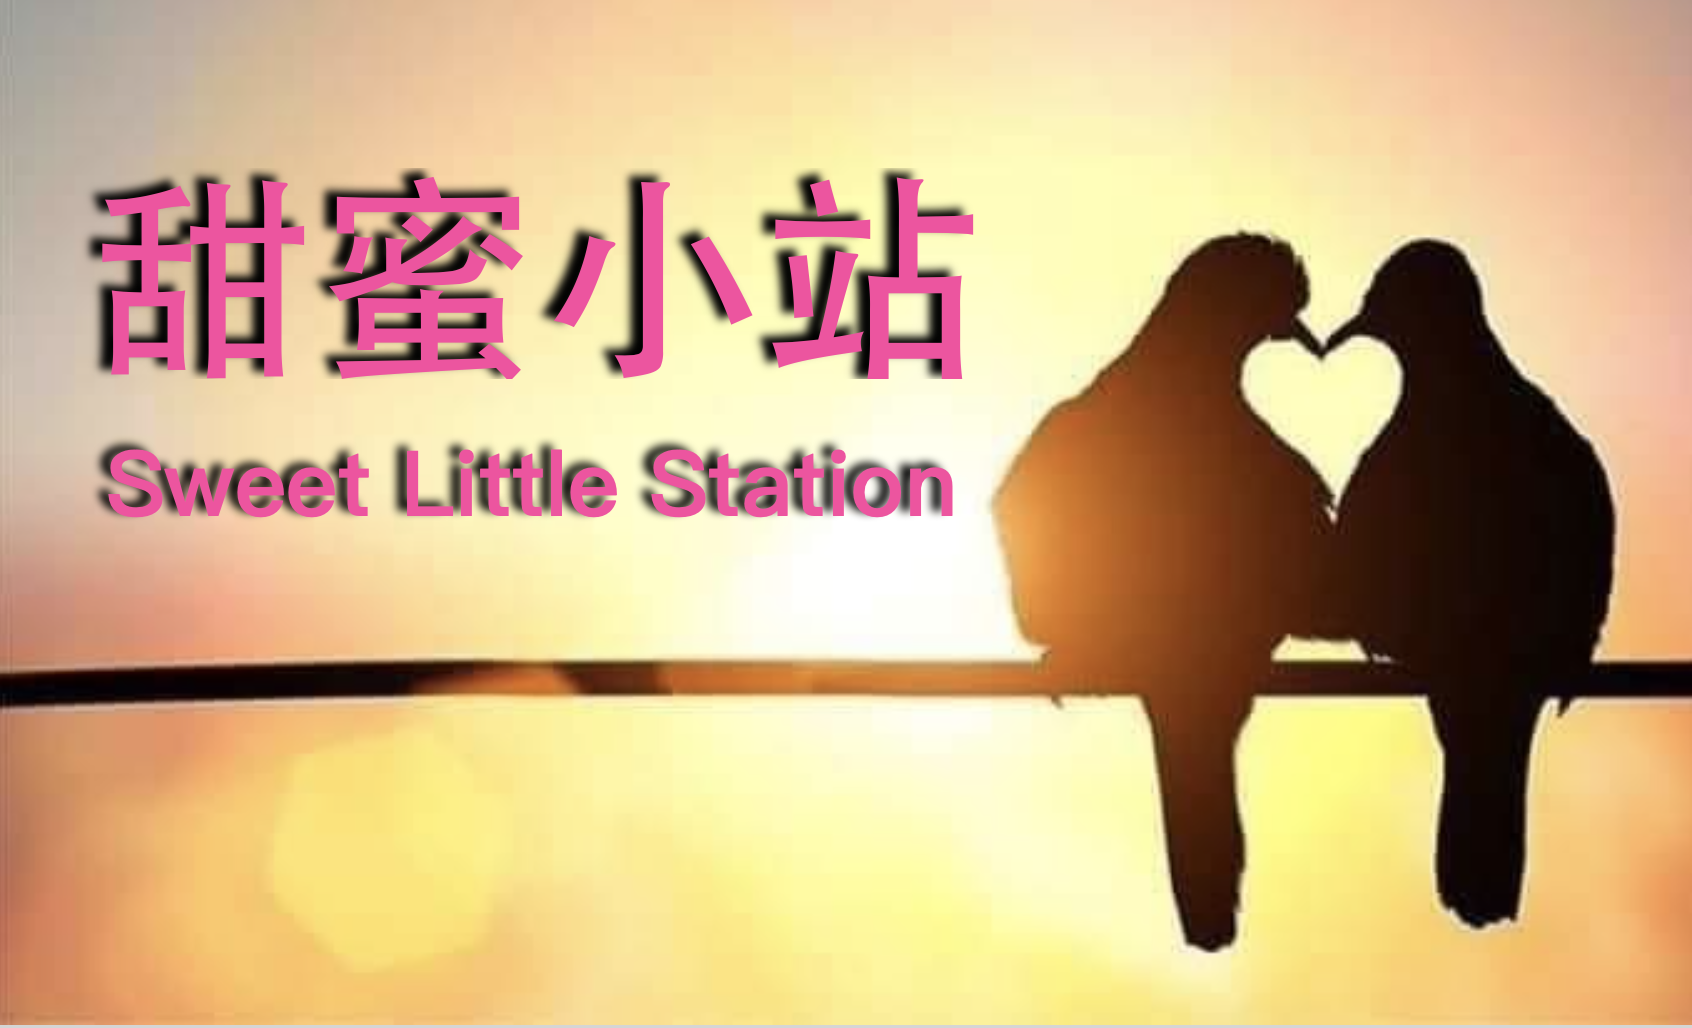 甜蜜小站
Sweet Little Station